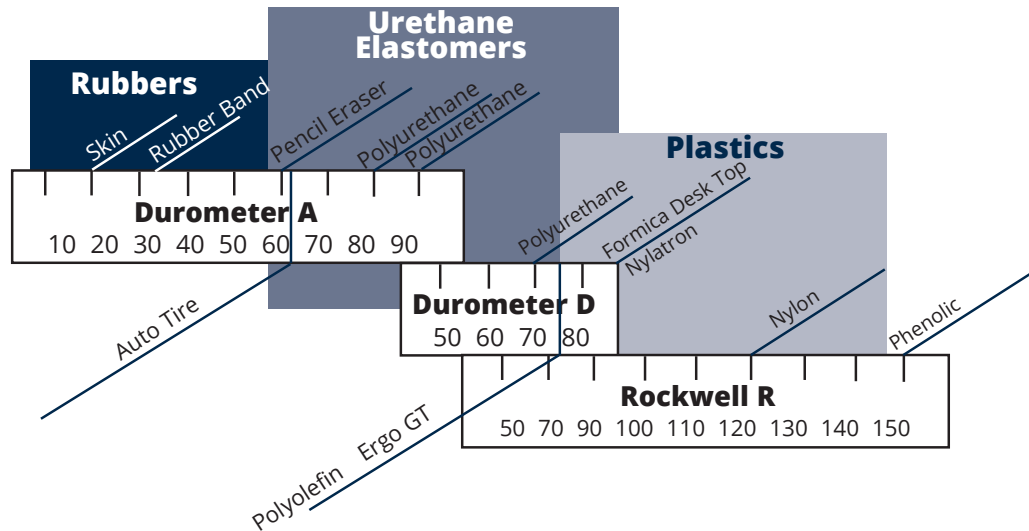 Urethane
Elastomers
Rubbers
Skin
Rubber Band
Pencil Eraser
Polyurethane
Polyurethane
Plastics
Durometer A
10 20 30 40 50 60 70 80 90
Polyurethane
Formica Desk Top
Nylatron
Auto Tire
Durometer D
50 60 70 80
Nylon
Phenolic
Rockwell R
50 70 90 100 110 120 130 140 150
Polyolefin Ergo GT